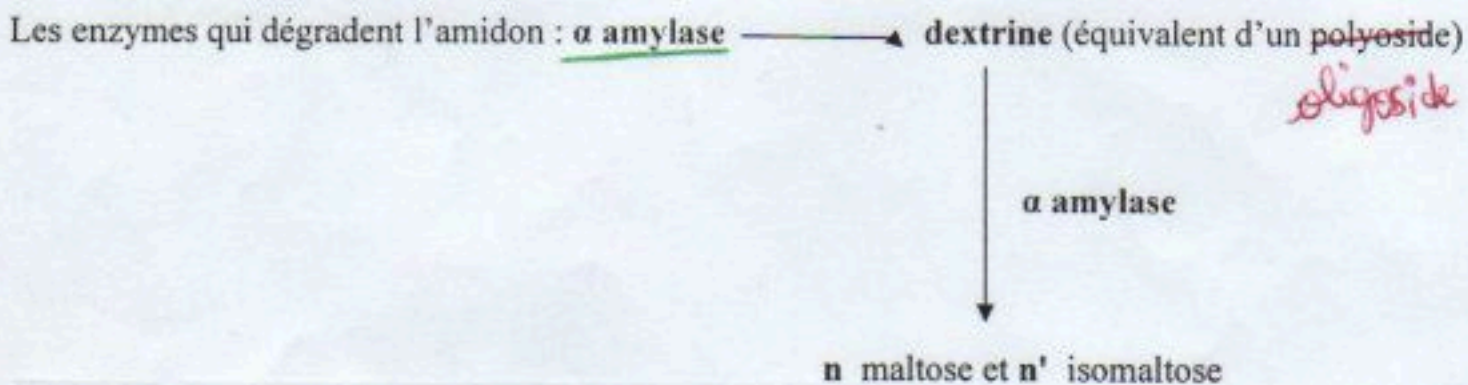 Les enzymes qui dégradent l'amidon : α amylase dextrine (équivalent d'un polyoside)
oligoside
α amylase
n maltose et n' isomaltose